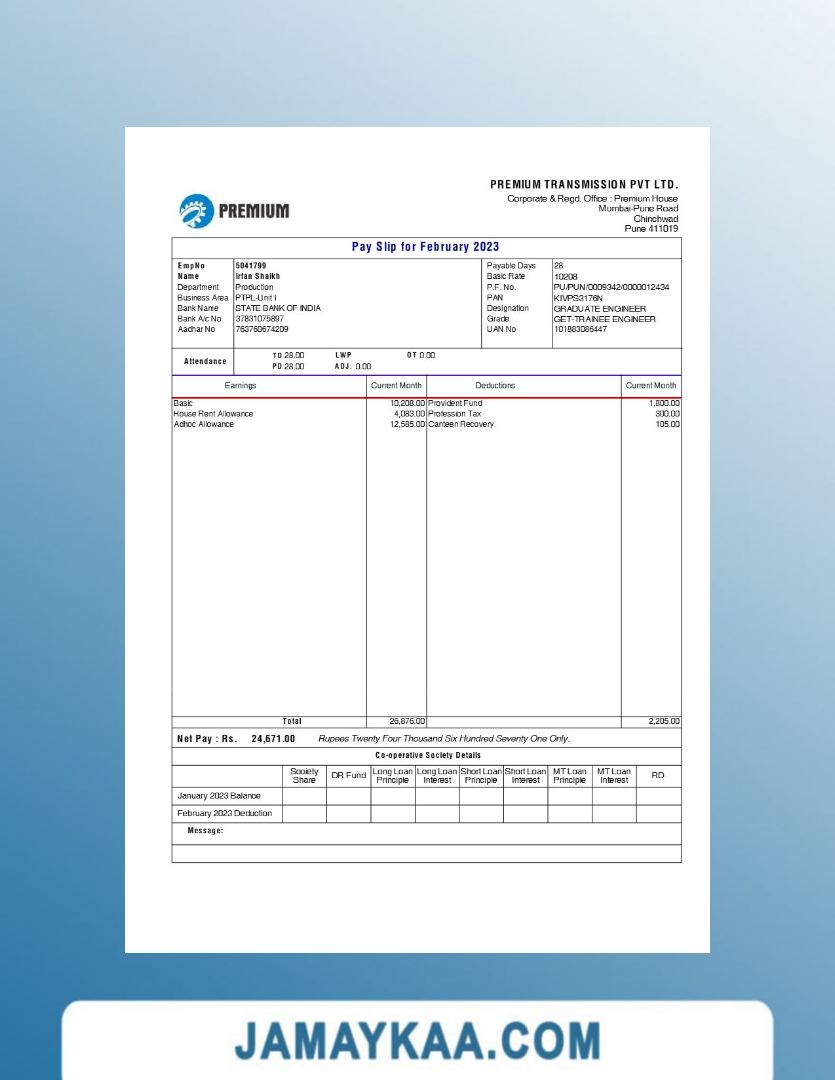 PREMIUM TRANSMISSION PVT LTD.
Corporate & Regd. Office : Premium House
Mumbai-Pune Road
Chinchwad
Pune 411019
PREMIUM
Pay Slip for February 2023
EmpNo 5041799 Payable Days 28
Name Irfan Shaikh Basic Rate 10208
Department Production P.F. No. PU/PUN/0009342/0000012434
Business Area PTPL-Unit I PAN KIVPS3176N
Bank Name STATE BANK OF INDIA Designation GRADUATE ENGINEER
Bank A/c No 37831075897 Grade GET-TRAINEE ENGINEER
Aadhar No 763760674209 UAN No 101883086447
Attendance
TD 28.00 LWP OT 0.00
PD 28.00 ADJ. 0.00
Earnings Current Month Deductions Current Month
Basic 10,208.00 Provident Fund 1,800.00
House Rent Allowance 4,083.00 Profession Tax 300.00
Adhoc Allowance 12,585.00 Canteen Recovery 105.00
Total 26,876.00 2,205.00
Net Pay : Rs. 24,671.00 Rupees Twenty Four Thousand Six Hundred Seventy One Only.
Co-operative Society Details
Society Share DR Fund Long Loan Principle Long Loan Interest Short Loan Principle Short Loan Interest MT Loan Principle MT Loan Interest RD
January 2023 Balance
February 2023 Deduction
Message:
JAMAYKAA.COM